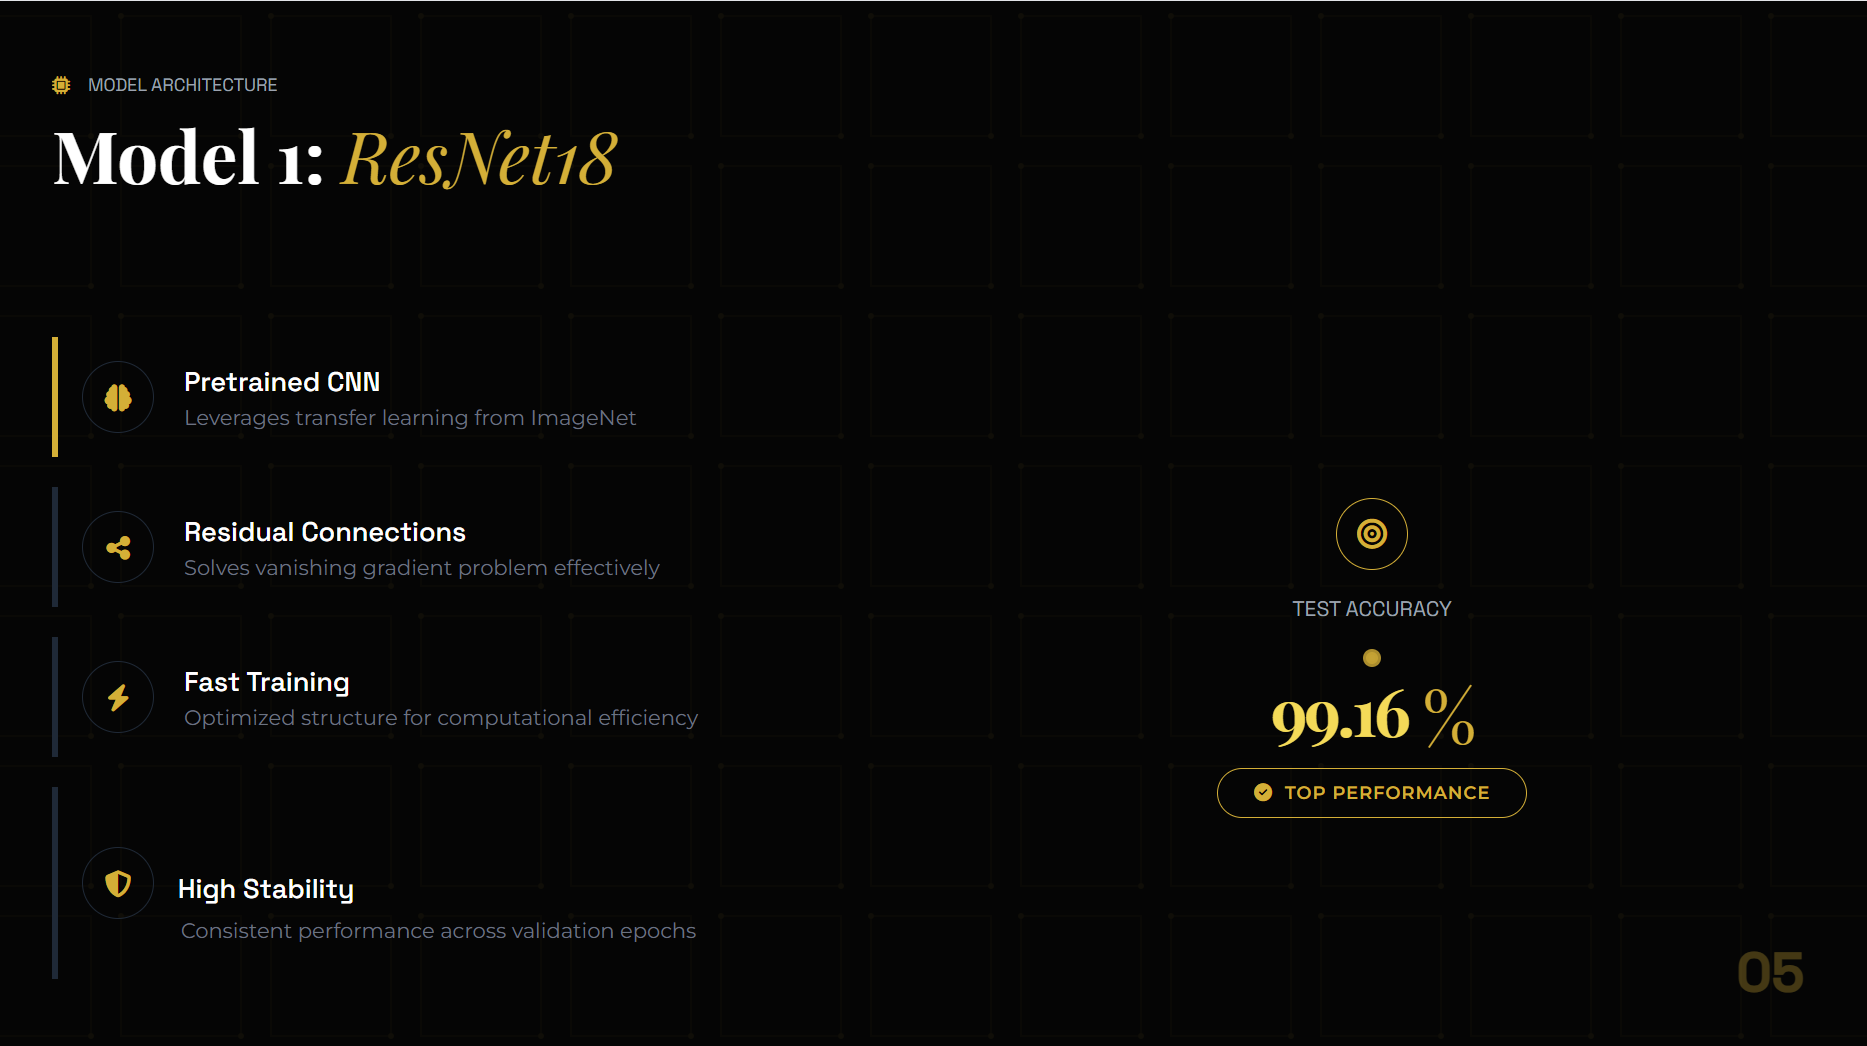 MODEL ARCHITECTURE
Model 1: ResNet18
Pretrained CNN
Leverages transfer learning from ImageNet
Residual Connections
Solves vanishing gradient problem effectively
Fast Training
Optimized structure for computational efficiency
High Stability
Consistent performance across validation epochs
TEST ACCURACY
99.16 %
TOP PERFORMANCE
05